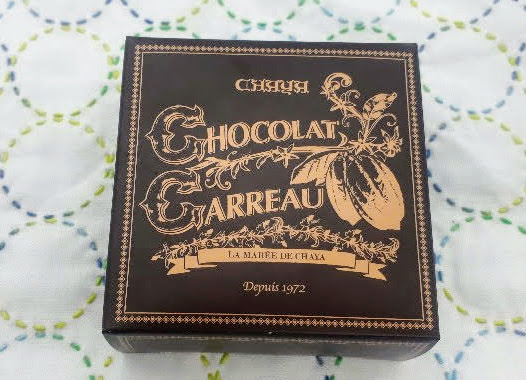 CHAYA
CHOCOLAT
CARREAU
LA MARÉE DE CHAYA
Depuis 1972